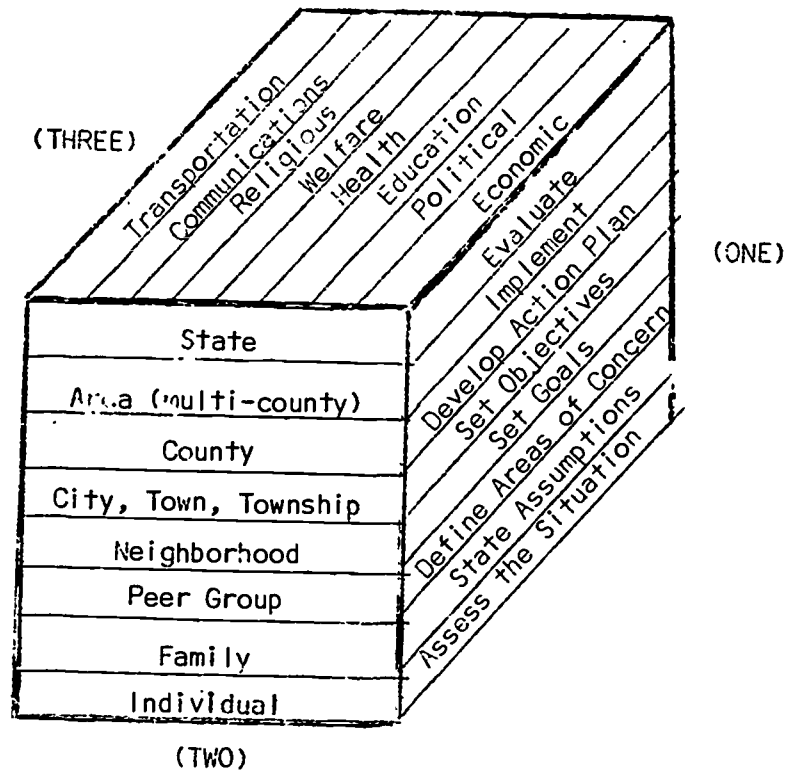 (THREE)
Transportation
Communications
Religious
Welfare
Health
Education
Political
Economic
(ONE)
Evaluate
Implement
Develop Action Plan
Set Objectives
Set Goals
Define Areas of Concern
State Assumptions
Assess the Situation
State
Area (multi-county)
County
City, Town, Township
Neighborhood
Peer Group
Family
Individual
(TWO)